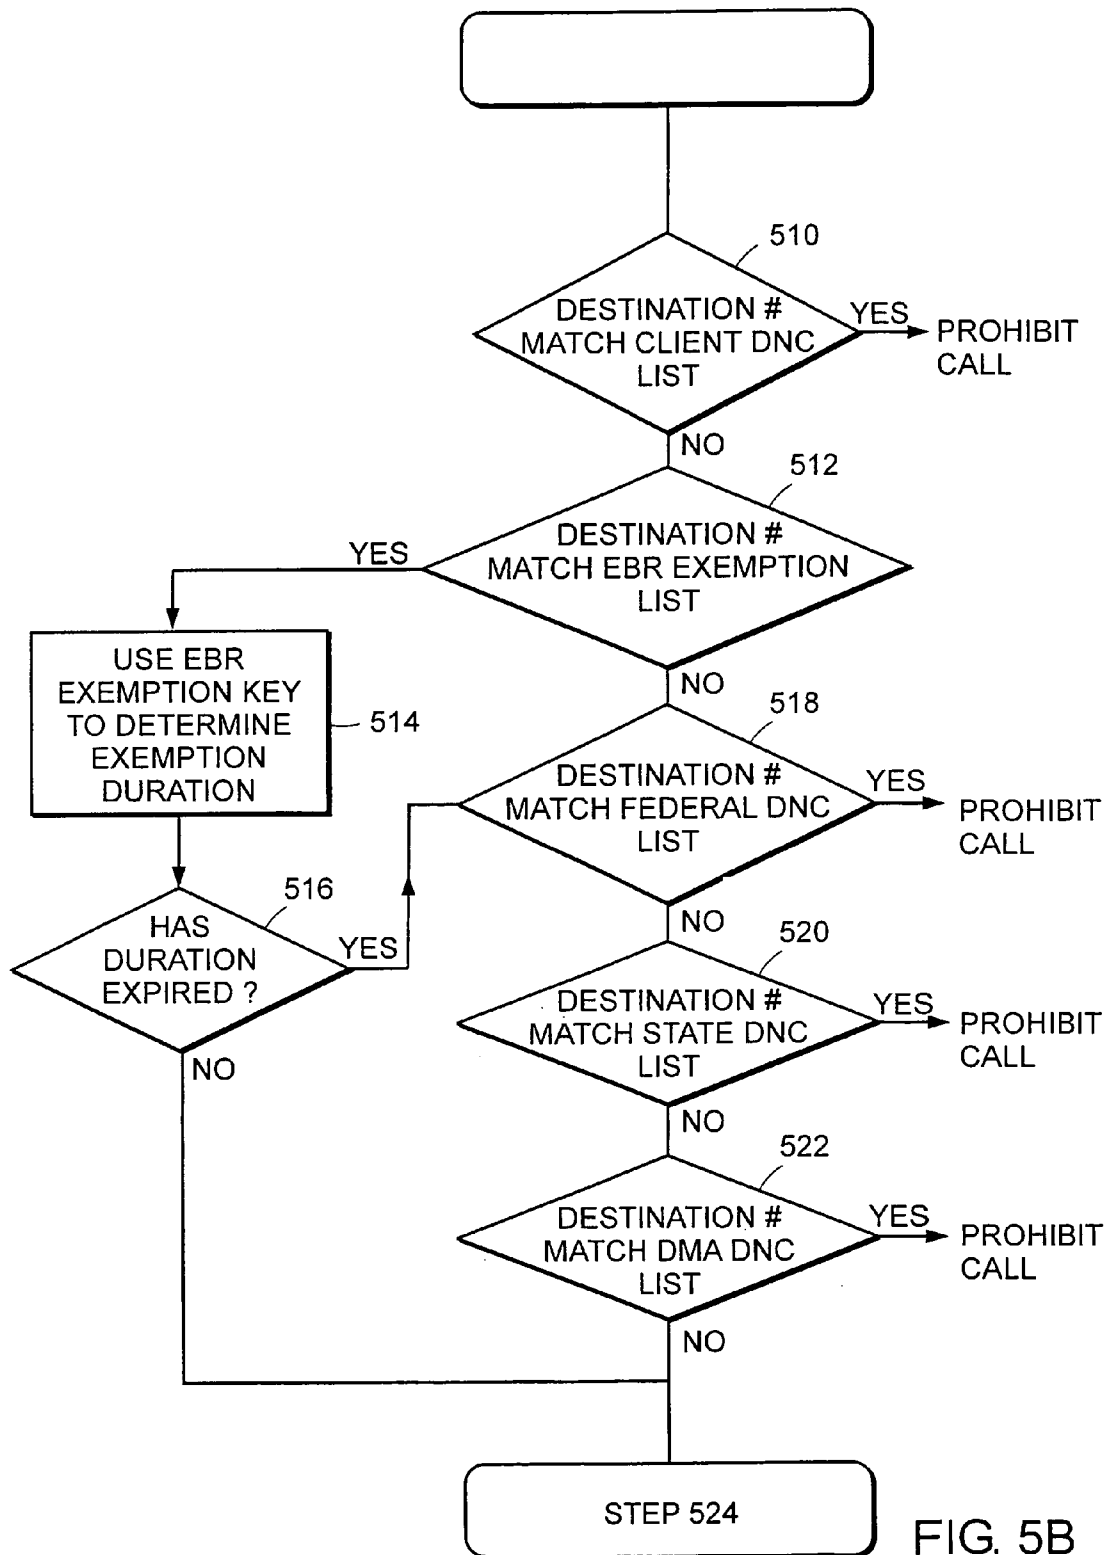 510
DESTINATION #
MATCH CLIENT DNC
LIST
YES
PROHIBIT
CALL
NO
512
DESTINATION #
MATCH EBR EXEMPTION
LIST
YES
NO
USE EBR
EXEMPTION KEY
TO DETERMINE
EXEMPTION
DURATION
514
518
DESTINATION #
MATCH FEDERAL DNC
LIST
YES
PROHIBIT
CALL
NO
516
HAS
DURATION
EXPIRED ?
YES
NO
520
DESTINATION #
MATCH STATE DNC
LIST
YES
PROHIBIT
CALL
NO
522
DESTINATION #
MATCH DMA DNC
LIST
YES
PROHIBIT
CALL
NO
STEP 524
FIG. 5B